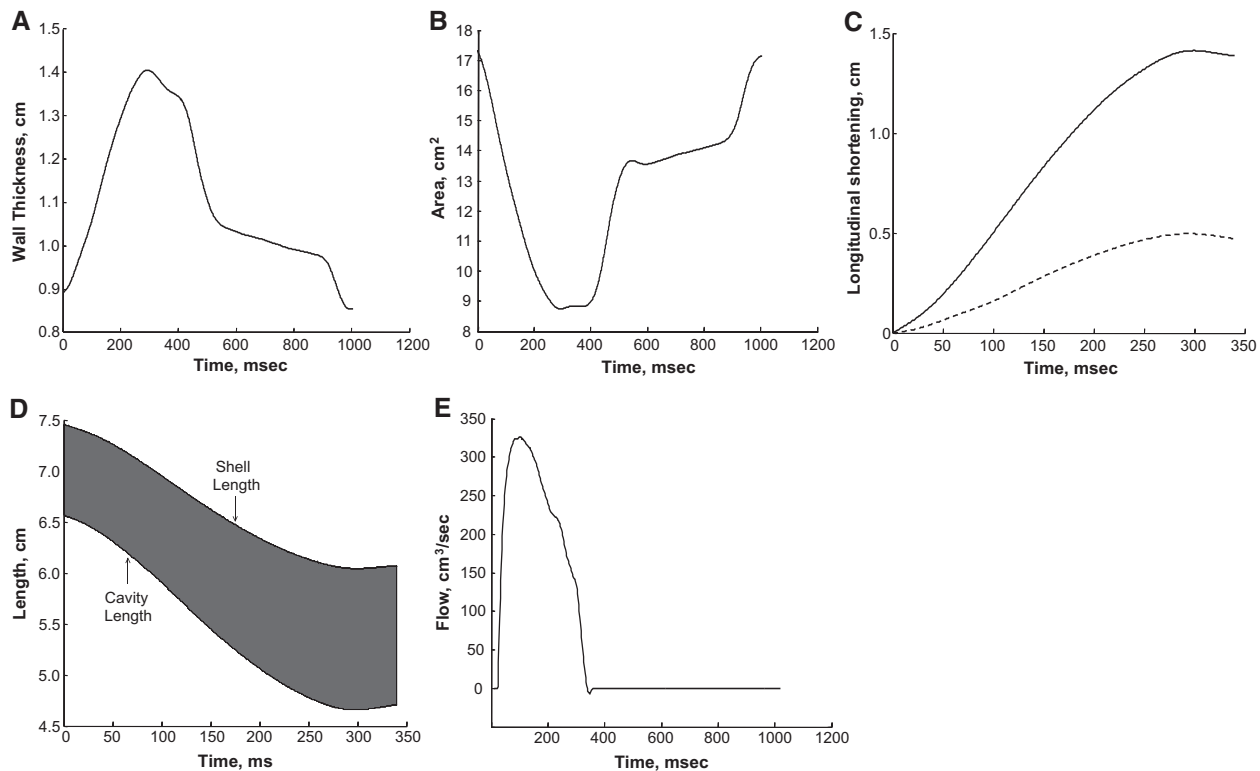 A
Wall Thickness, cm
1.5
1.4
1.3
1.2
1.1
1.0
0.9
0.8
0 200 400 600 800 1000 1200
Time, msec
B
Area, cm²
18
17
16
15
14
13
12
11
10
9
8
0 200 400 600 800 1000 1200
Time, msec
C
Longitudinal shortening, cm
1.5
1.0
0.5
0
0 50 100 150 200 250 300 350
Time, msec
D
Length, cm
7.5
7.0
6.5
6.0
5.5
5.0
4.5
Shell
Length
Cavity
Length
0 50 100 150 200 250 300 350
Time, ms
E
Flow, cm³/sec
350
300
250
200
150
100
50
0
200 400 600 800 1000 1200
Time, msec